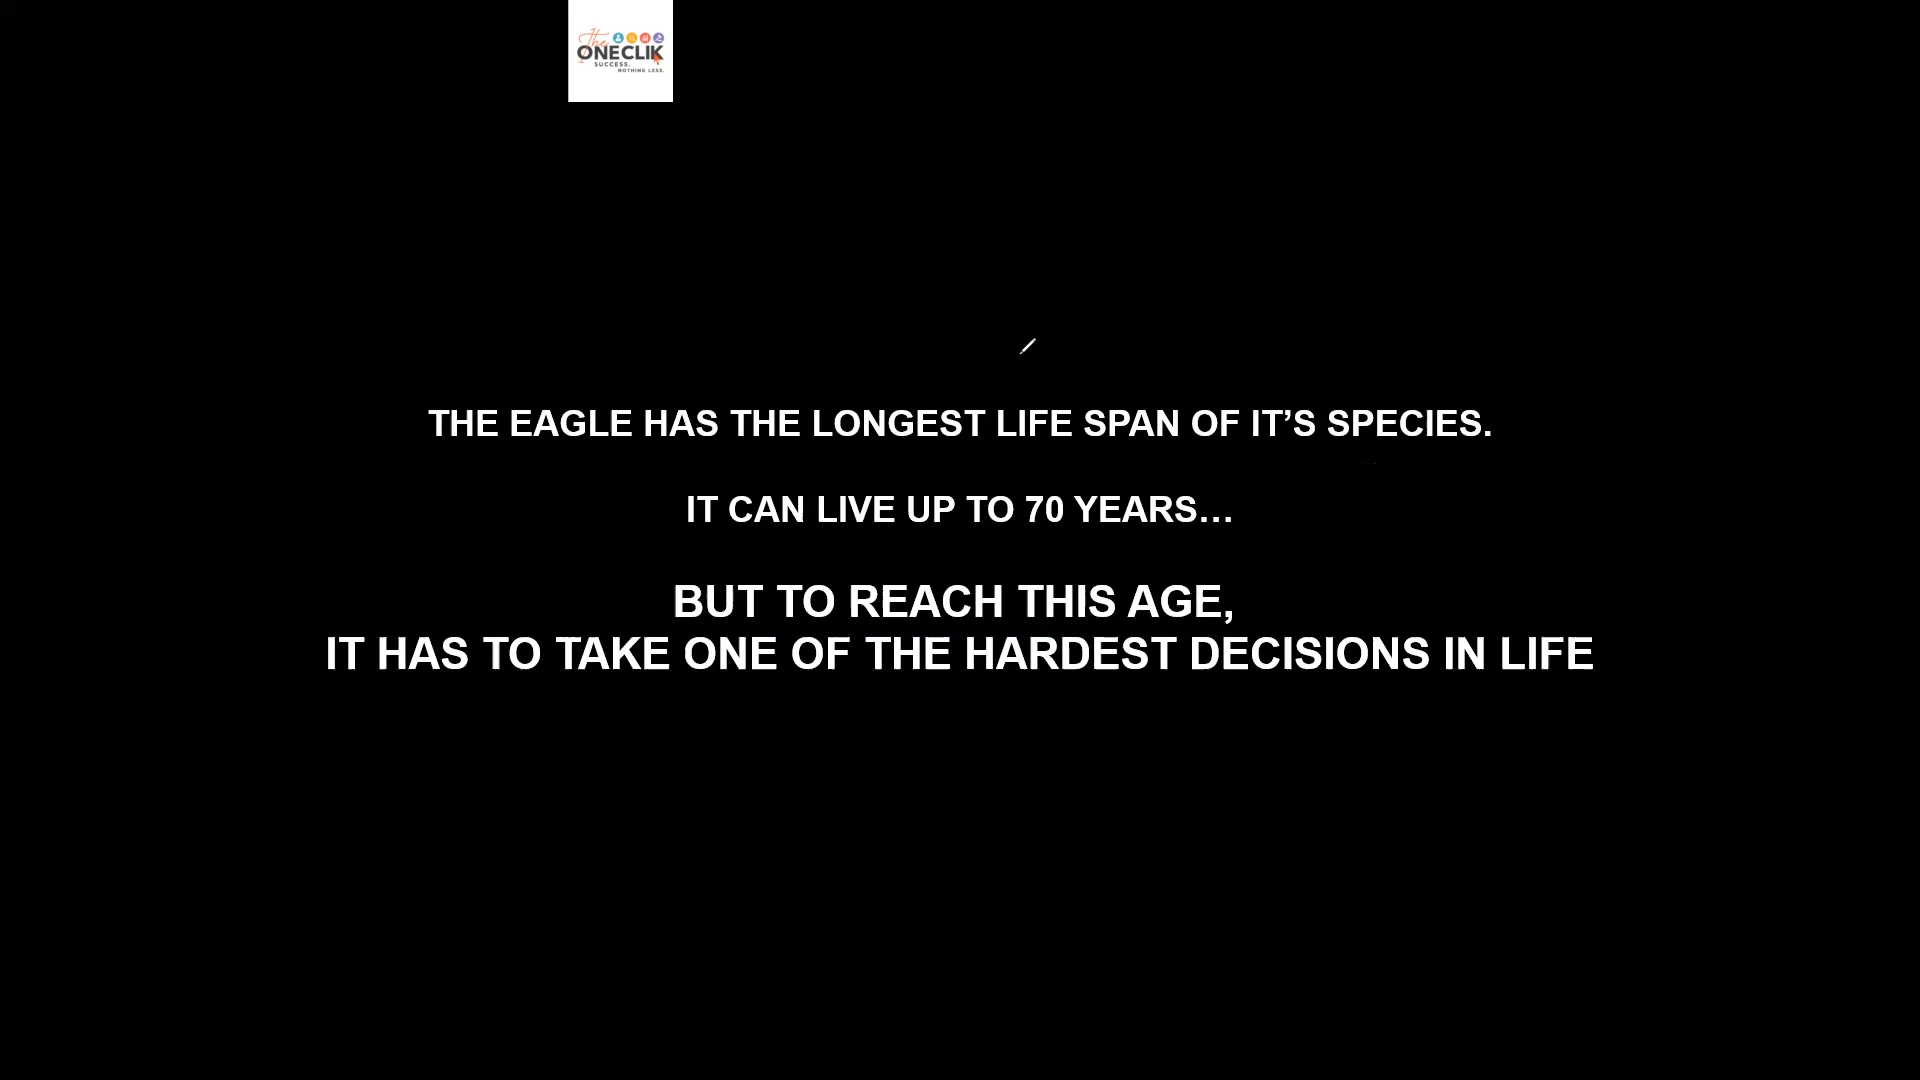 The
ONECLIK
SUCCESS.
NOTHING LESS.
THE EAGLE HAS THE LONGEST LIFE SPAN OF IT’S SPECIES.
IT CAN LIVE UP TO 70 YEARS…
BUT TO REACH THIS AGE,
IT HAS TO TAKE ONE OF THE HARDEST DECISIONS IN LIFE